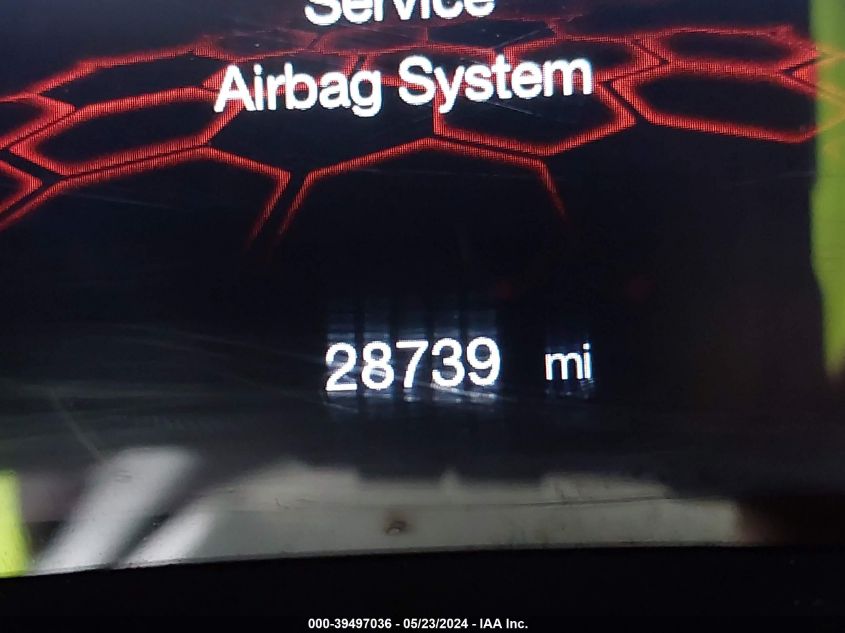 Service
Airbag System
28739 mi
000-39497036 - 05/23/2024 - IAA Inc.